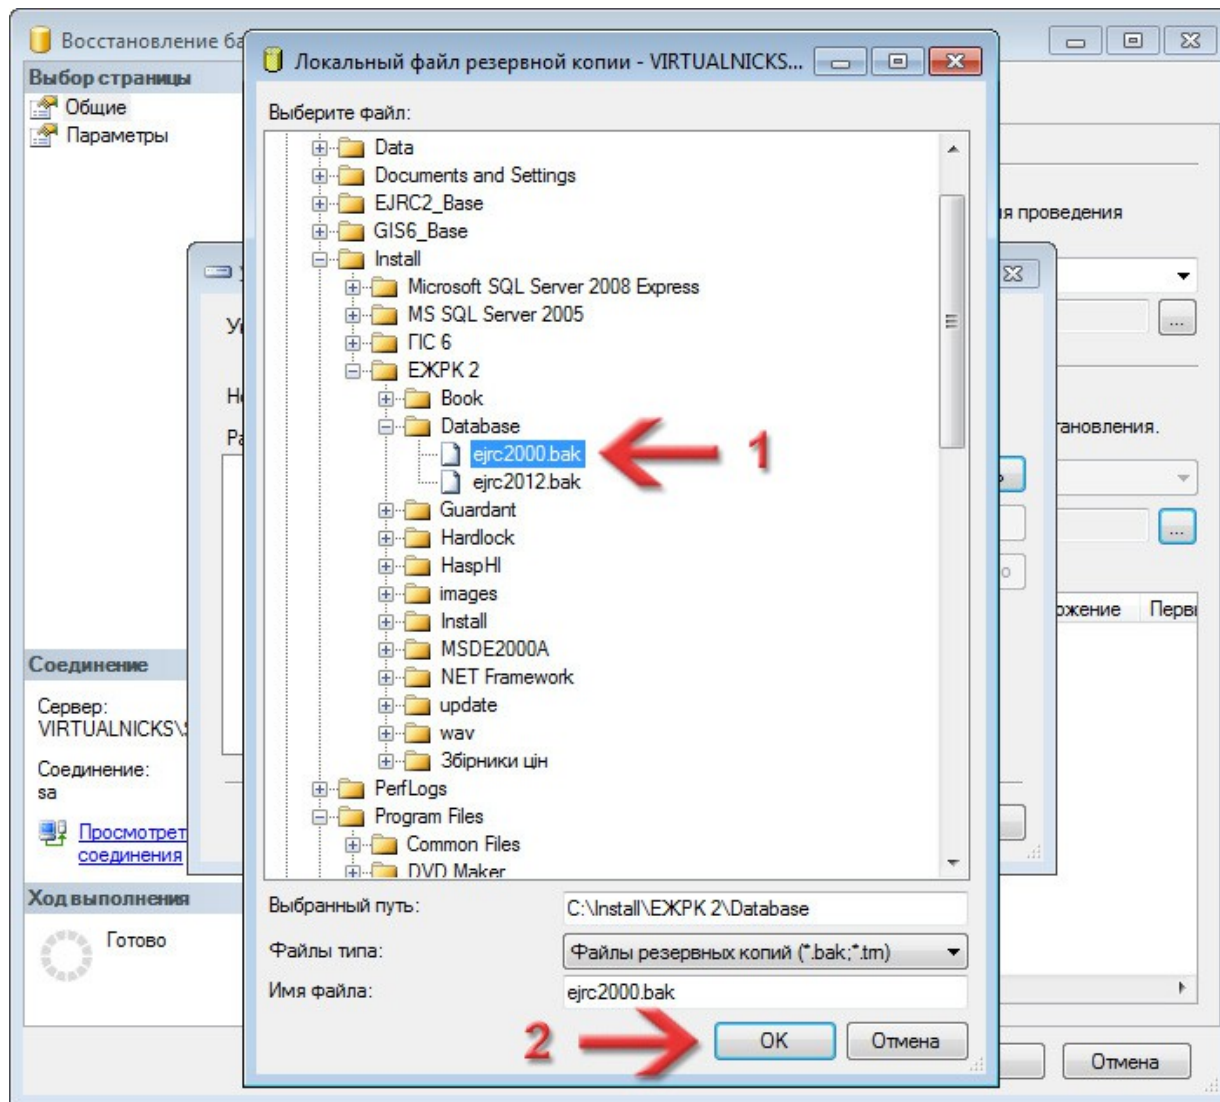 Восстановление ба
Локальный файл резервной копии - VIRTUALNICKS...
Выбор страницы
Общие
Параметры
Выберите файл:
Data
Documents and Settings
EJRC2_Base
GIS6_Base
Install
Microsoft SQL Server 2008 Express
MS SQL Server 2005
ГІС 6
ЕЖРК 2
Book
Database
ejrc2000.bak
1
ejrc2012.bak
Guardant
Hardlock
HaspHl
images
Install
MSDE2000A
NET Framework
update
wav
Збірники цін
PerfLogs
Program Files
Common Files
DVD Maker
я проведения
...
тановления.
...
ожение Первы
Соединение
Сервер:
VIRTUALNICKS\
Соединение:
sa
Просмотрет
соединения
Ход выполнения
Готово
Выбранный путь: C:\Install\ЕЖРК 2\Database
Файлы типа: Файлы резервных копий (*.bak;*.trn)
Имя файла: ejrc2000.bak
2
OK Отмена
Отмена